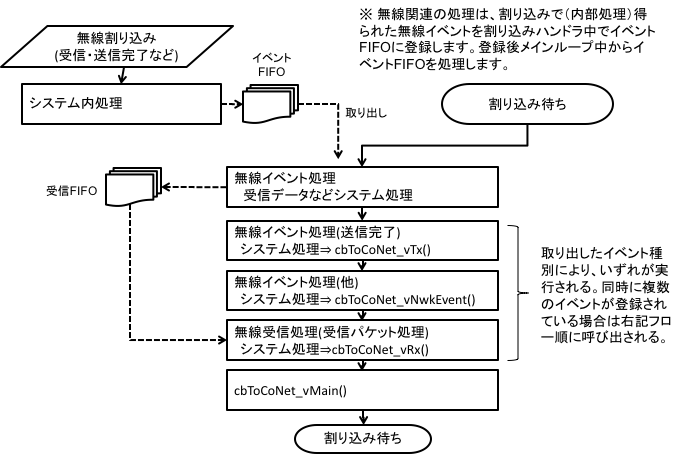 ※ 無線関連の処理は、割り込みで(内部処理)得
られた無線イベントを割り込みハンドラ中でイベント
FIFOに登録します。登録後メインループ中からイ
ベントFIFOを処理します。
無線割り込み
(受信・送信完了など)
イベント
FIFO
システム内処理
取り出し
割り込み待ち
受信FIFO
無線イベント処理
受信データなどシステム処理
無線イベント処理(送信完了)
システム処理⇒ cbToCoNet_vTx()
無線イベント処理(他)
システム処理⇒ cbToCoNet_vNwkEvent()
無線受信処理(受信パケット処理)
システム処理⇒cbToCoNet_vRx()
取り出したイベント種
別により、いずれが実
行される。同時に複数
のイベントが登録され
ている場合は右記フロ
ー順に呼び出される。
cbToCoNet_vMain()
割り込み待ち